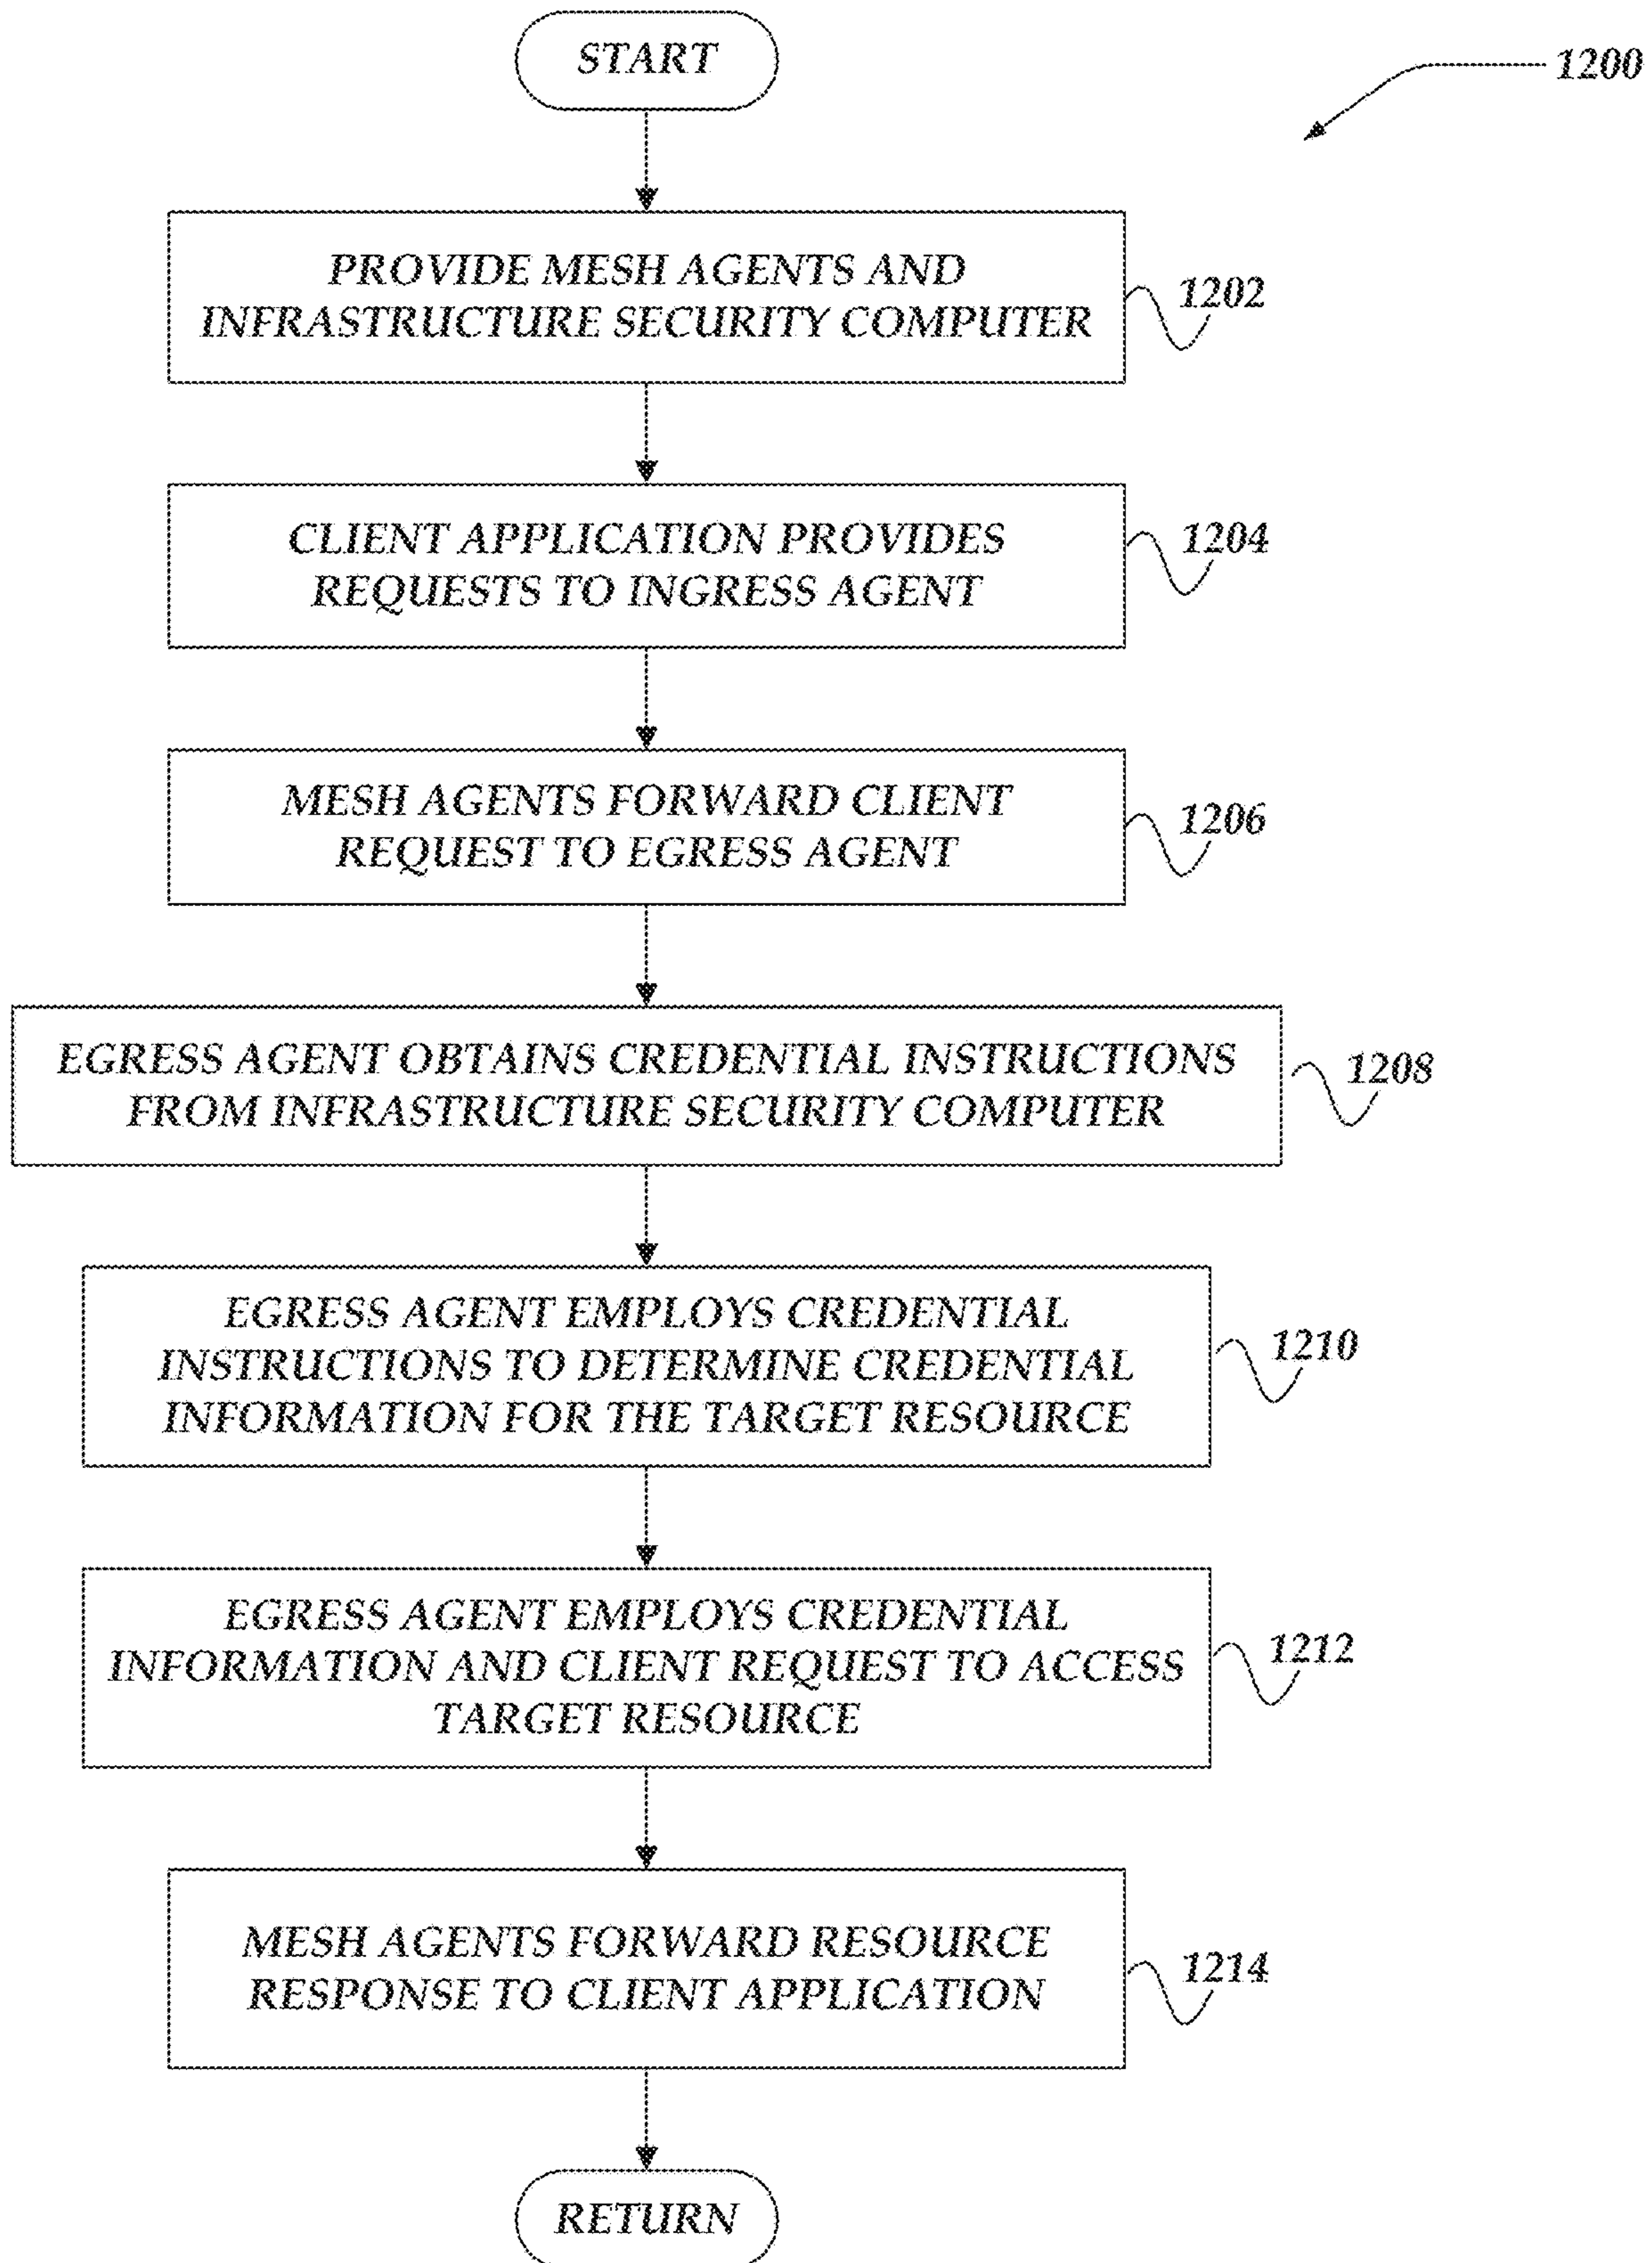 START
1200
PROVIDE MESH AGENTS AND
INFRASTRUCTURE SECURITY COMPUTER
1202
CLIENT APPLICATION PROVIDES
REQUESTS TO INGRESS AGENT
1204
MESH AGENTS FORWARD CLIENT
REQUEST TO EGRESS AGENT
1206
EGRESS AGENT OBTAINS CREDENTIAL INSTRUCTIONS
FROM INFRASTRUCTURE SECURITY COMPUTER
1208
EGRESS AGENT EMPLOYS CREDENTIAL
INSTRUCTIONS TO DETERMINE CREDENTIAL
INFORMATION FOR THE TARGET RESOURCE
1210
EGRESS AGENT EMPLOYS CREDENTIAL
INFORMATION AND CLIENT REQUEST TO ACCESS
TARGET RESOURCE
1212
MESH AGENTS FORWARD RESOURCE
RESPONSE TO CLIENT APPLICATION
1214
RETURN